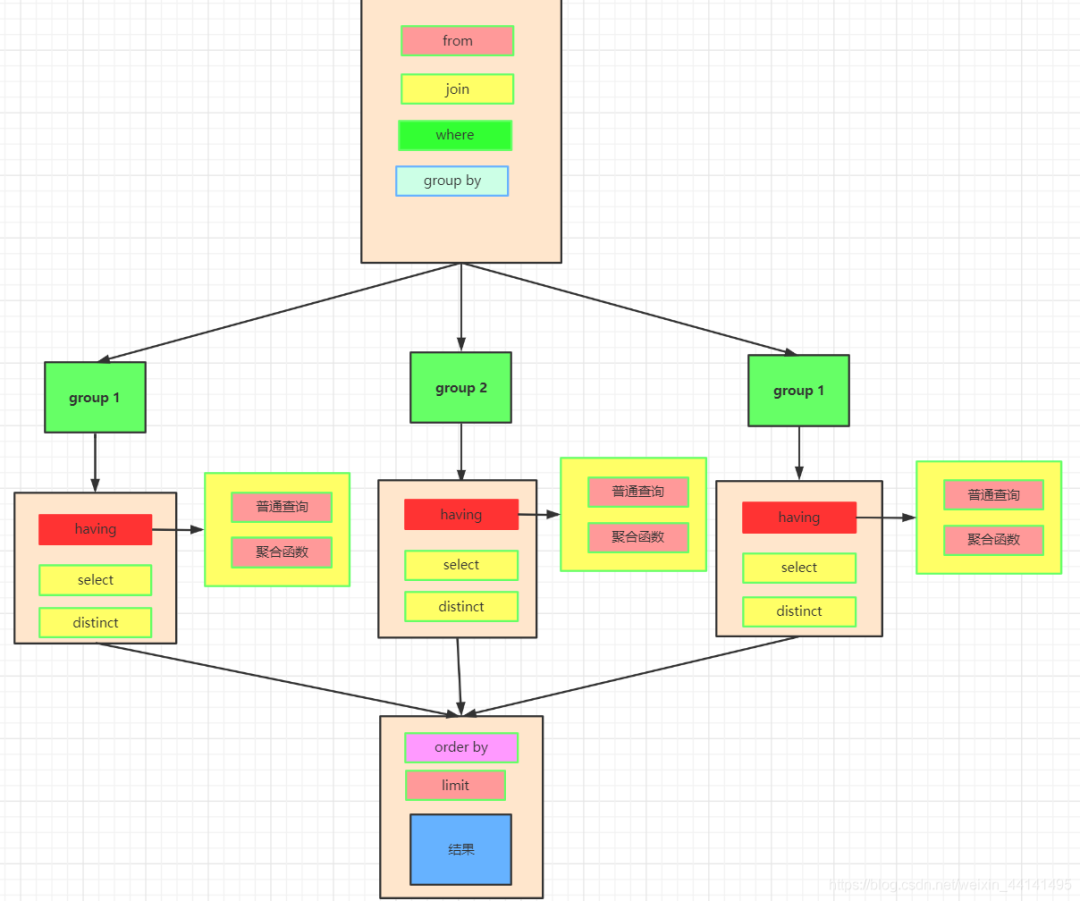 from
join
where
group by
group 1
group 2
group 1
having
select
distinct
普通查询
聚合函数
having
select
distinct
普通查询
聚合函数
having
select
distinct
普通查询
聚合函数
order by
limit
结果
https://blog.csdn.net/weixin_44141495